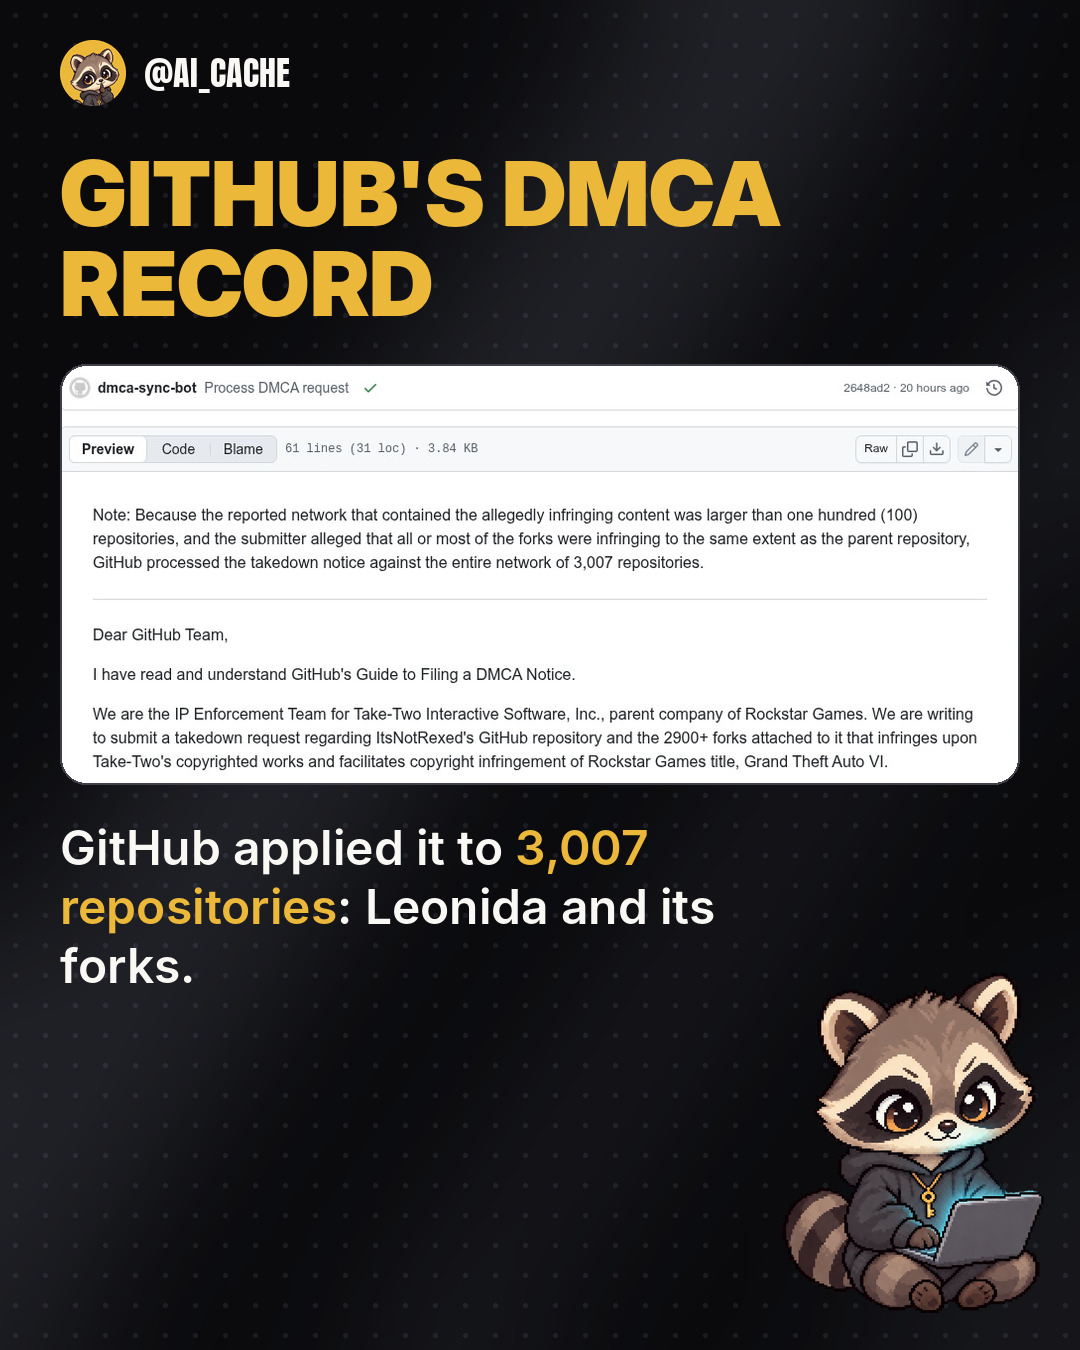 @AI_CACHE
GITHUB'S DMCA
RECORD
dmca-sync-bot Process DMCA request 2648ad2 · 20 hours ago
Preview Code Blame 61 lines (31 loc) · 3.84 KB Raw
Note: Because the reported network that contained the allegedly infringing content was larger than one hundred (100)
repositories, and the submitter alleged that all or most of the forks were infringing to the same extent as the parent repository,
GitHub processed the takedown notice against the entire network of 3,007 repositories.
Dear GitHub Team,
I have read and understand GitHub's Guide to Filing a DMCA Notice.
We are the IP Enforcement Team for Take-Two Interactive Software, Inc., parent company of Rockstar Games. We are writing
to submit a takedown request regarding ItsNotRexed's GitHub repository and the 2900+ forks attached to it that infringes upon
Take-Two's copyrighted works and facilitates copyright infringement of Rockstar Games title, Grand Theft Auto VI.
GitHub applied it to 3,007
repositories: Leonida and its
forks.